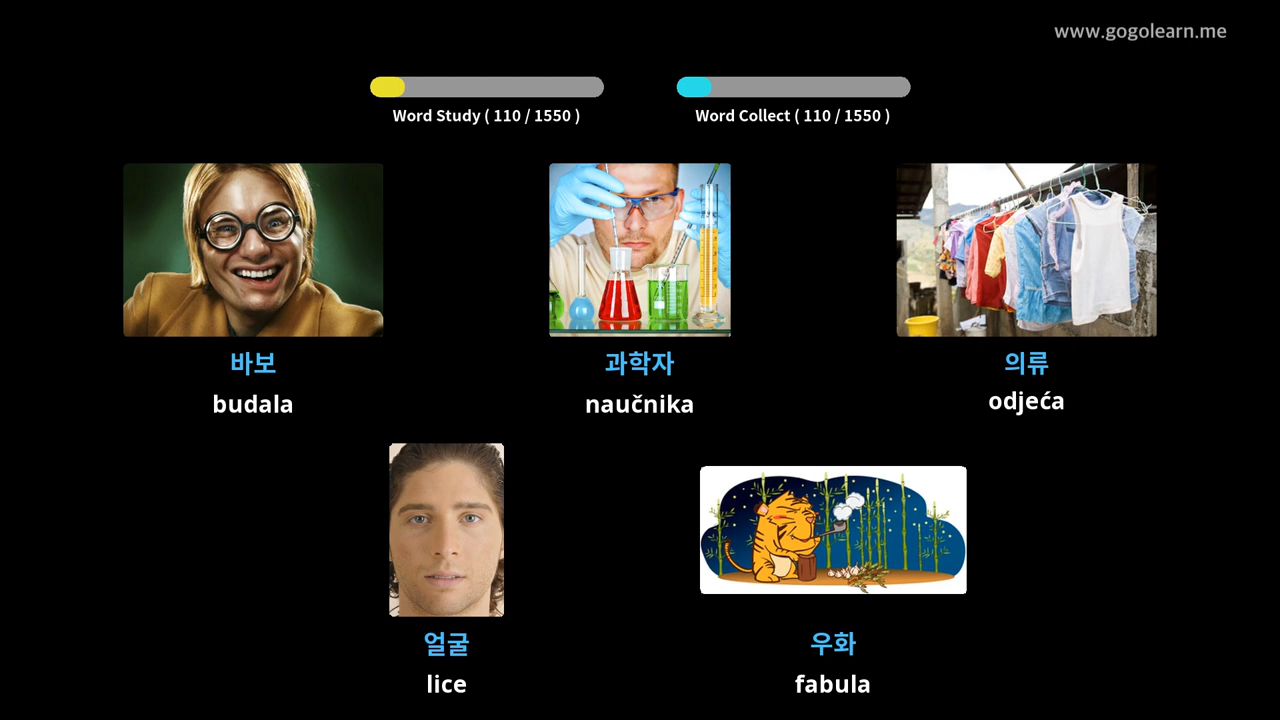 www.gogolearn.me
Word Study ( 110 / 1550 )
Word Collect ( 110 / 1550 )
바보
과학자
의류
budala
naučnika
odjeća
얼굴
우화
lice
fabula